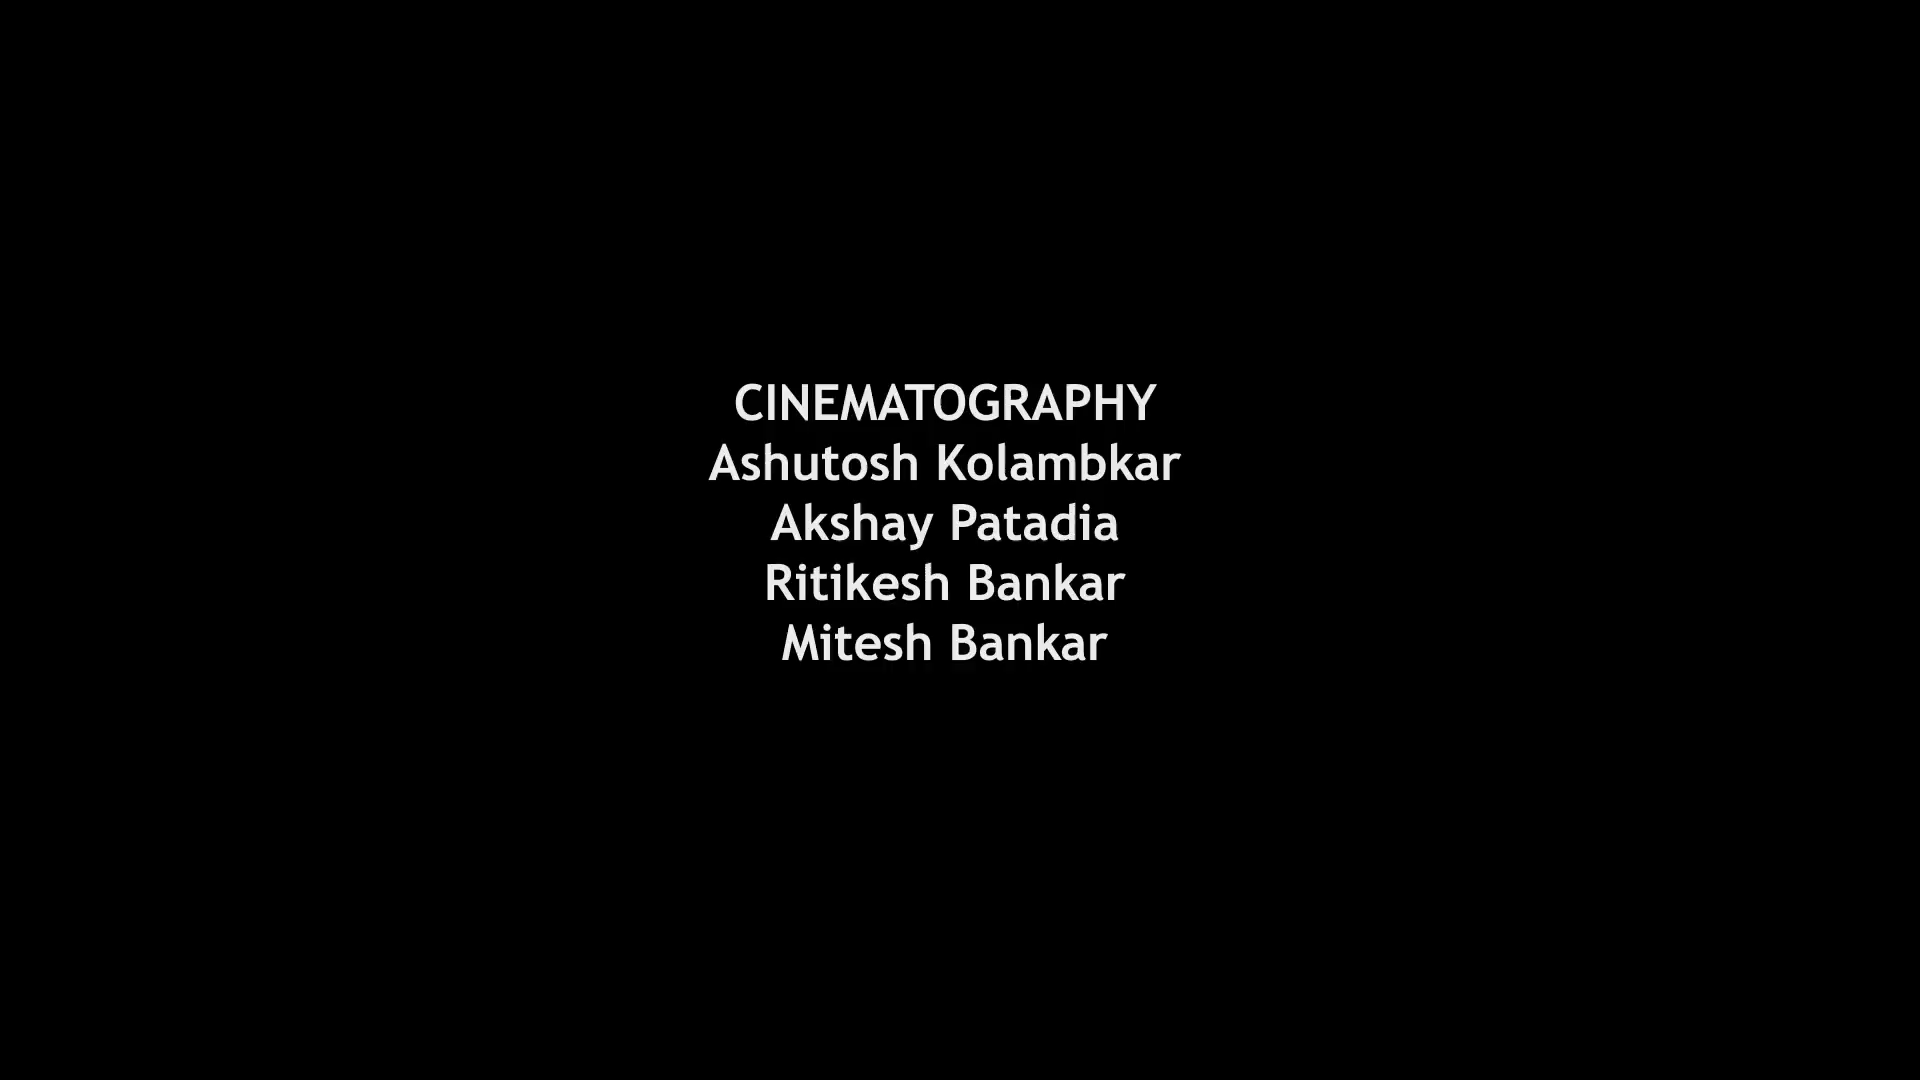 CINEMATOGRAPHY
Ashutosh Kolambkar
Akshay Patadia
Ritikesh Bankar
Mitesh Bankar